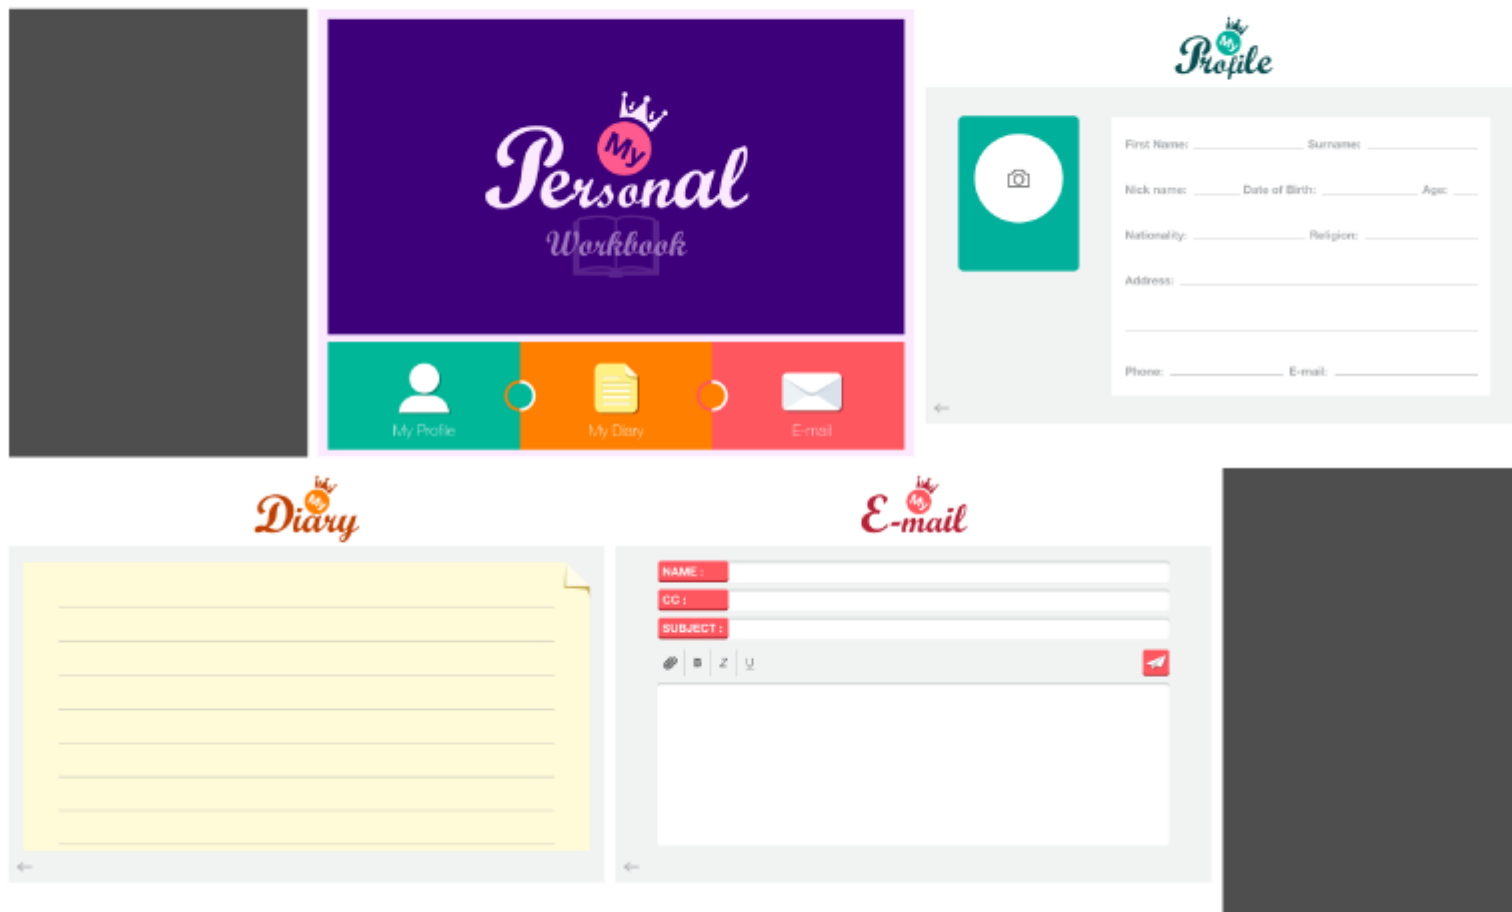 My
Personal
Workbook
My Profile
My Diary
E-mail
My
Profile
First Name: Surname:
Nick name: Date of Birth: Age:
Nationality: Religion:
Address:
Phone: E-mail:
My
Diary
My
E-mail
NAME :
CC :
SUBJECT :
B Z U